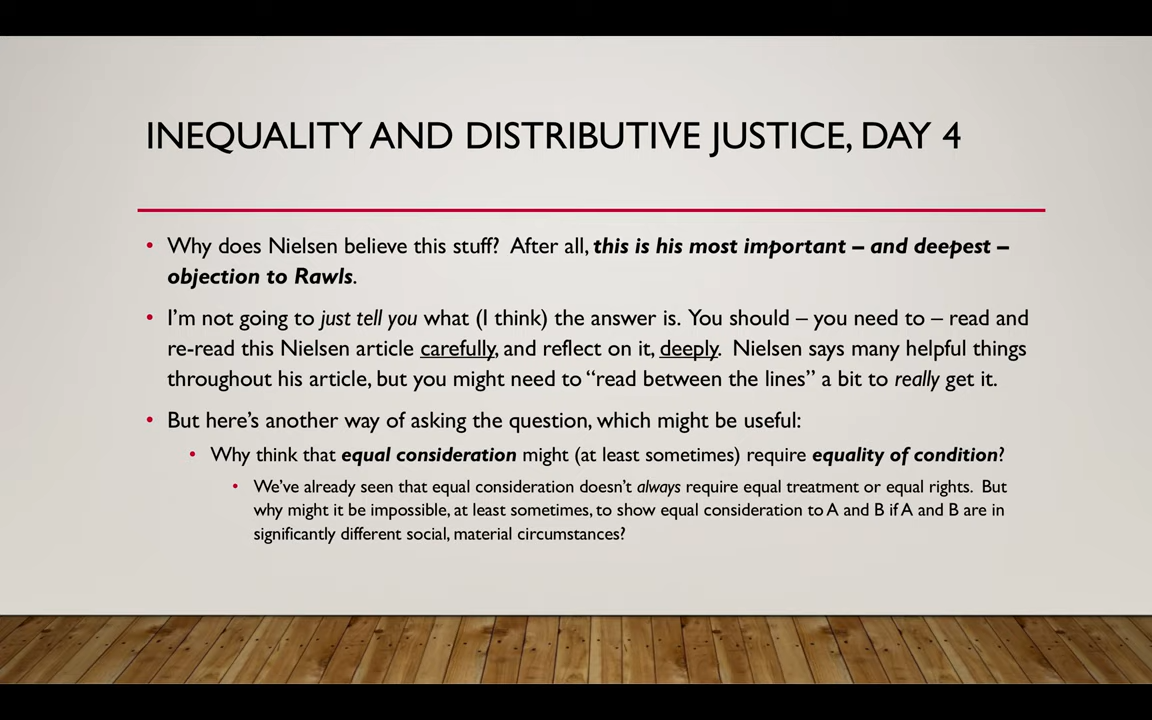 INEQUALITY AND DISTRIBUTIVE JUSTICE, DAY 4
• Why does Nielsen believe this stuff?  After all, this is his most important – and deepest –
objection to Rawls.
• I’m not going to just tell you what (I think) the answer is.  You should – you need to – read and
re-read this Nielsen article carefully, and reflect on it, deeply.  Nielsen says many helpful things
throughout his article, but you might need to “read between the lines” a bit to really get it.
• But here’s another way of asking the question, which might be useful:
• Why think that equal consideration might (at least sometimes) require equality of condition?
• We’ve already seen that equal consideration doesn’t always require equal treatment or equal rights.  But
why might it be impossible, at least sometimes, to show equal consideration to A and B if A and B are in
significantly different social, material circumstances?